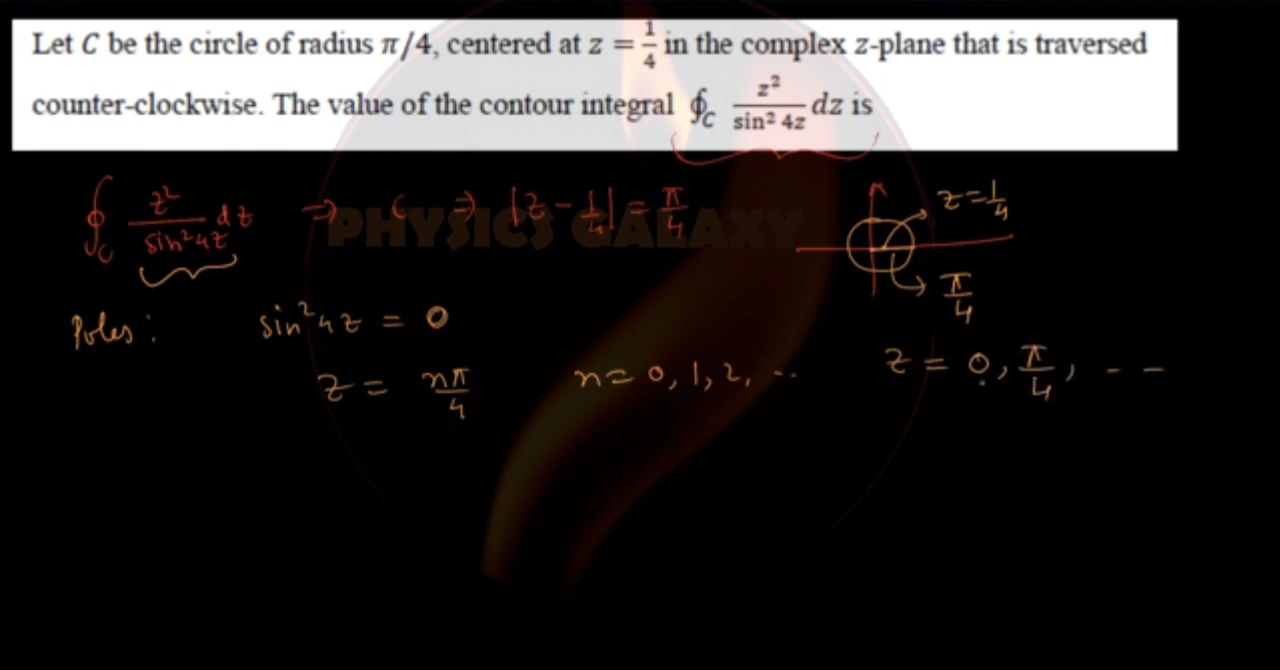 Let C be the circle of radius π/4, centered at z = 1/4 in the complex z-plane that is traversed
counter-clockwise. The value of the contour integral ∮_C z²/sin² 4z dz is
∮_C z²/sin²4z dz ⇒ C ⇒ |z - 1/4| = π/4
z=1/4
PHYSICS GALAXY
π/4
Poles: sin²4z = 0
z = nπ/4 n=0,1,2,.. z = 0, π/4, - -